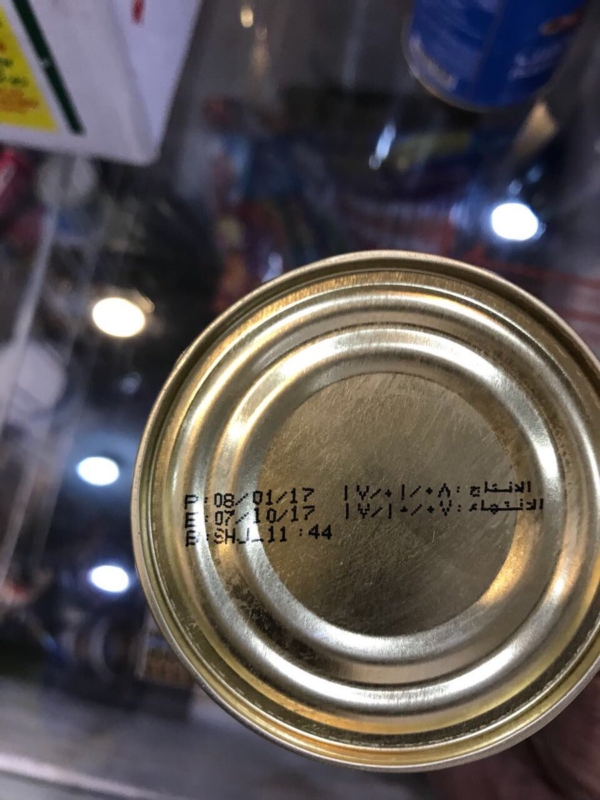 P:08/01/17 الانتاج: ١٧/٠١/٠٨
E:07/10/17 الانتهاء: ١٧/١٠/٠٧
B:SHJ_11:44